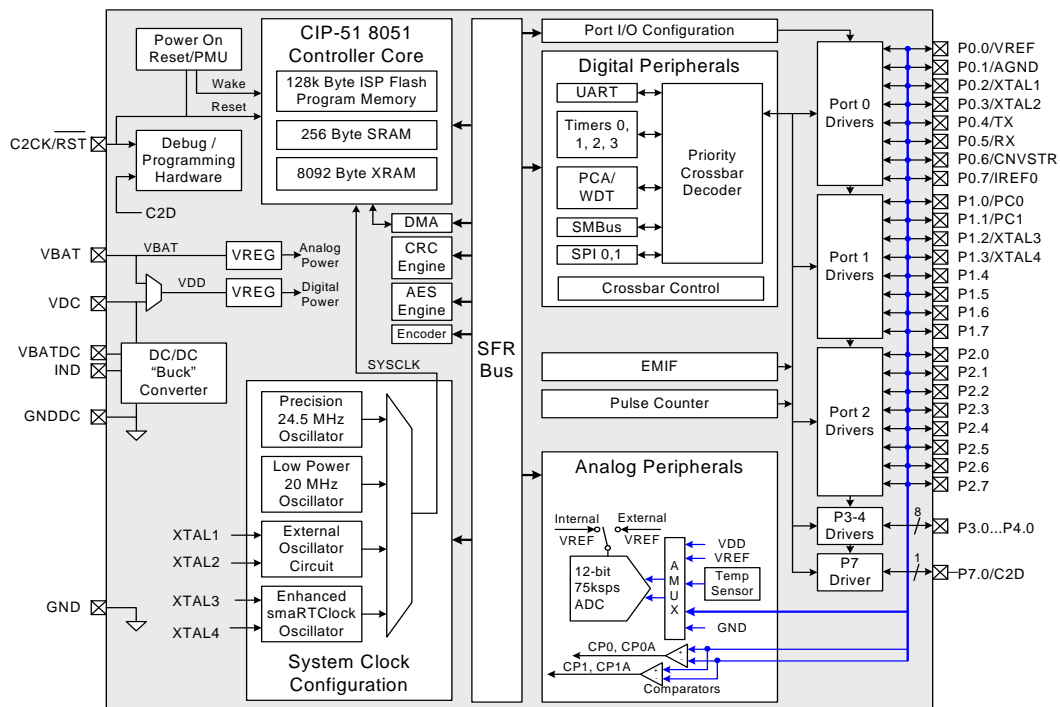 Power On
Reset/PMU
Wake
Reset
C2CK/RST
Debug /
Programming
Hardware
C2D
VBAT
VBAT
VREG
Analog
Power
VDC
VDD
VREG
Digital
Power
VBATDC
IND
DC/DC
“Buck”
Converter
GNDDC
GND
CIP-51 8051
Controller Core
128k Byte ISP Flash
Program Memory
256 Byte SRAM
8092 Byte XRAM
DMA
CRC
Engine
AES
Engine
Encoder
SYSCLK
Precision
24.5 MHz
Oscillator
Low Power
20 MHz
Oscillator
XTAL1
XTAL2
External
Oscillator
Circuit
XTAL3
XTAL4
Enhanced
smaRTClock
Oscillator
System Clock
Configuration
SFR
Bus
Port I/O Configuration
Digital Peripherals
UART
Timers 0,
1, 2, 3
PCA/
WDT
SMBus
SPI 0,1
Priority
Crossbar
Decoder
Crossbar Control
EMIF
Pulse Counter
Analog Peripherals
Internal
VREF
External
VREF
12-bit
75ksps
ADC
AMUX
VDD
VREF
Temp
Sensor
GND
CP0, CP0A
+
-
CP1, CP1A
+
-
Comparators
Port 0
Drivers
Port 1
Drivers
Port 2
Drivers
P3-4
Drivers
P7
Driver
P0.0/VREF
P0.1/AGND
P0.2/XTAL1
P0.3/XTAL2
P0.4/TX
P0.5/RX
P0.6/CNVSTR
P0.7/IREF0
P1.0/PC0
P1.1/PC1
P1.2/XTAL3
P1.3/XTAL4
P1.4
P1.5
P1.6
P1.7
P2.0
P2.1
P2.2
P2.3
P2.4
P2.5
P2.6
P2.7
8
P3.0...P4.0
1
P7.0/C2D